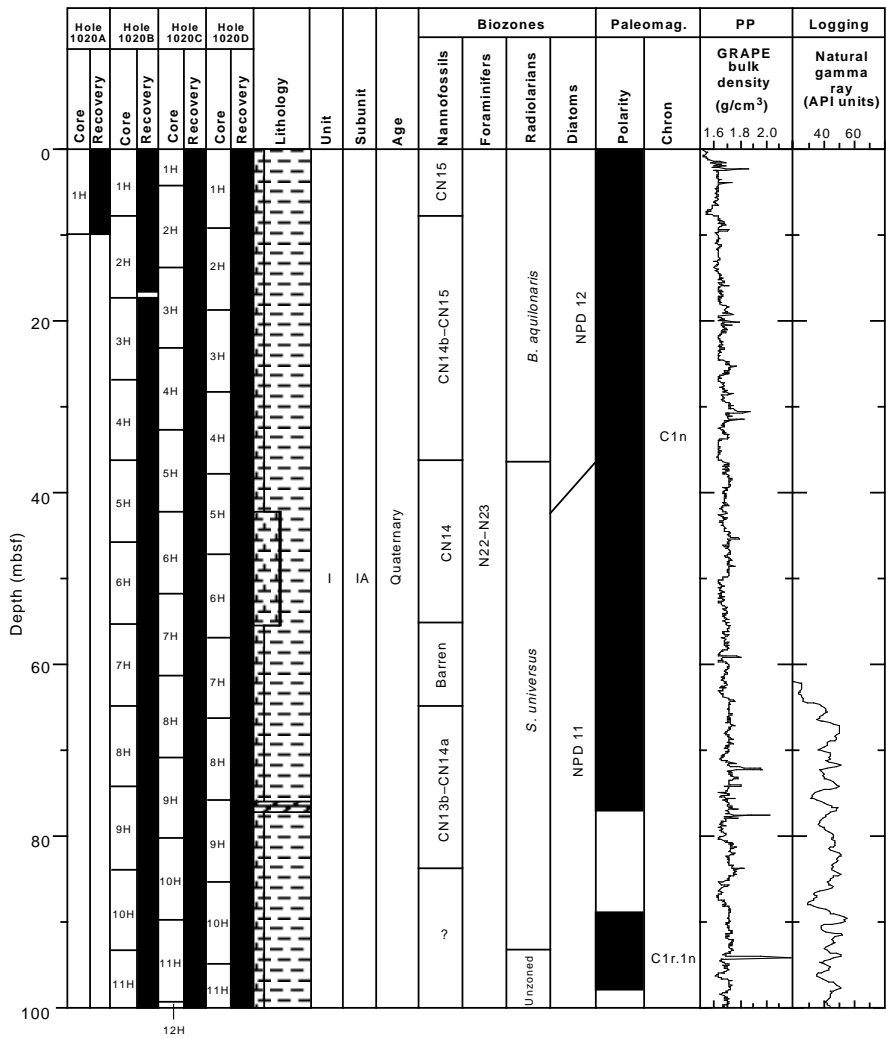 Hole 1020A
Hole 1020B
Hole 1020C
Hole 1020D
Biozones
Paleomag.
PP
Logging
Core
Recovery
Core
Recovery
Core
Recovery
Core
Recovery
Lithology
Unit
Subunit
Age
Nannofossils
Foraminifers
Radiolarians
Diatoms
Polarity
Chron
GRAPE
bulk
density
(g/cm³)
1.6 1.8 2.0
Natural
gamma
ray
(API units)
40 60
Depth (mbsf)
0
20
40
60
80
100
1H
1H
2H
3H
4H
5H
6H
7H
8H
9H
10H
11H
1H
2H
3H
4H
5H
6H
7H
8H
9H
10H
11H
12H
1H
2H
3H
4H
5H
6H
7H
8H
9H
10H
11H
I
IA
Quaternary
CN15
CN14b–CN15
CN14
Barren
CN13b–CN14a
?
N22–N23
B. aquilonaris
S. universus
Unzoned
NPD 12
NPD 11
C1n
C1r.1n